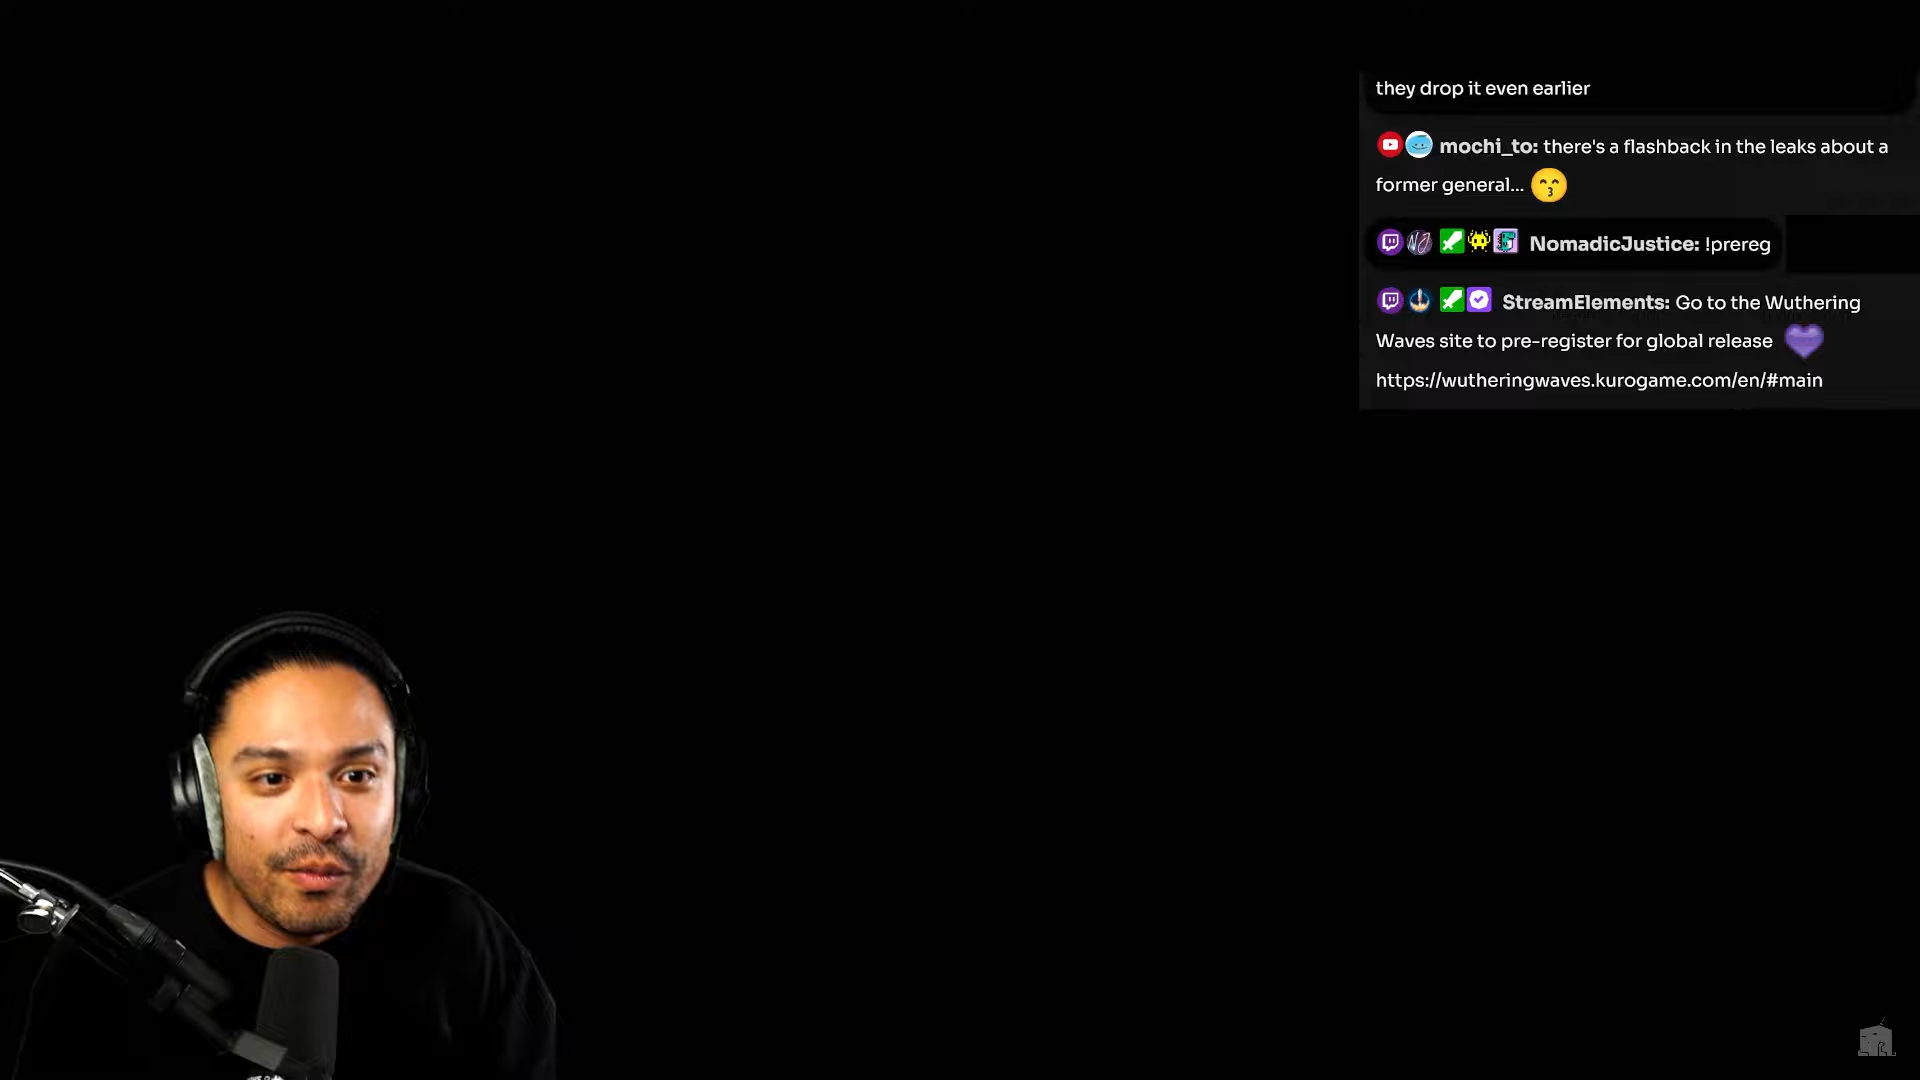 they drop it even earlier
mochi_to: there's a flashback in the leaks about a
former general...
NomadicJustice: !prereg
StreamElements: Go to the Wuthering
Waves site to pre-register for global release
https://wutheringwaves.kurogame.com/en/#main